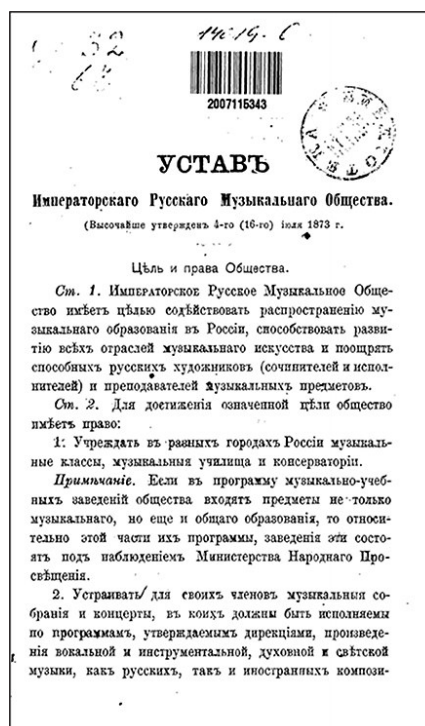 2007115343
УСТАВЪ
Императорскаго Русскаго Музыкальнаго Общества.
(Высочайше утвержденъ 4-го (16-го) іюля 1873 г.
Цѣль и права Общества.
Ст. 1. Императорское Русское Музыкальное Обще-
ство имѣетъ цѣлью содѣйствовать распространенію му-
зыкальнаго образованія въ Россіи, способствовать разви-
тію всѣхъ отраслей музыкальнаго искусства и поощрять
способныхъ русскихъ художниковъ (сочинителей и испол-
нителей) и преподавателей музыкальныхъ предметовъ.
Ст. 2. Для достиженія означенной цѣли общество
имѣетъ право:
1. Учреждать въ разныхъ городахъ Россіи музыкаль-
ные классы, музыкальныя училища и консерваторіи.
Примѣчаніе. Если въ программу музыкально-учеб-
ныхъ заведеній общества входятъ предметы не только
музыкальнаго, но еще и общаго образованія, то относи-
тельно этой части ихъ программы, заведенія эти состо-
ятъ подъ наблюденіемъ Министерства Народнаго Про-
свѣщенія.
2. Устраивать для своихъ членовъ музыкальныя со-
бранія и концерты, въ коихъ должны быть исполняемы
по программамъ, утверждаемымъ дирекціями, произведе-
нія вокальной и инструментальной, духовной и свѣтской
музыки, какъ русскихъ, такъ и иностранныхъ компози-